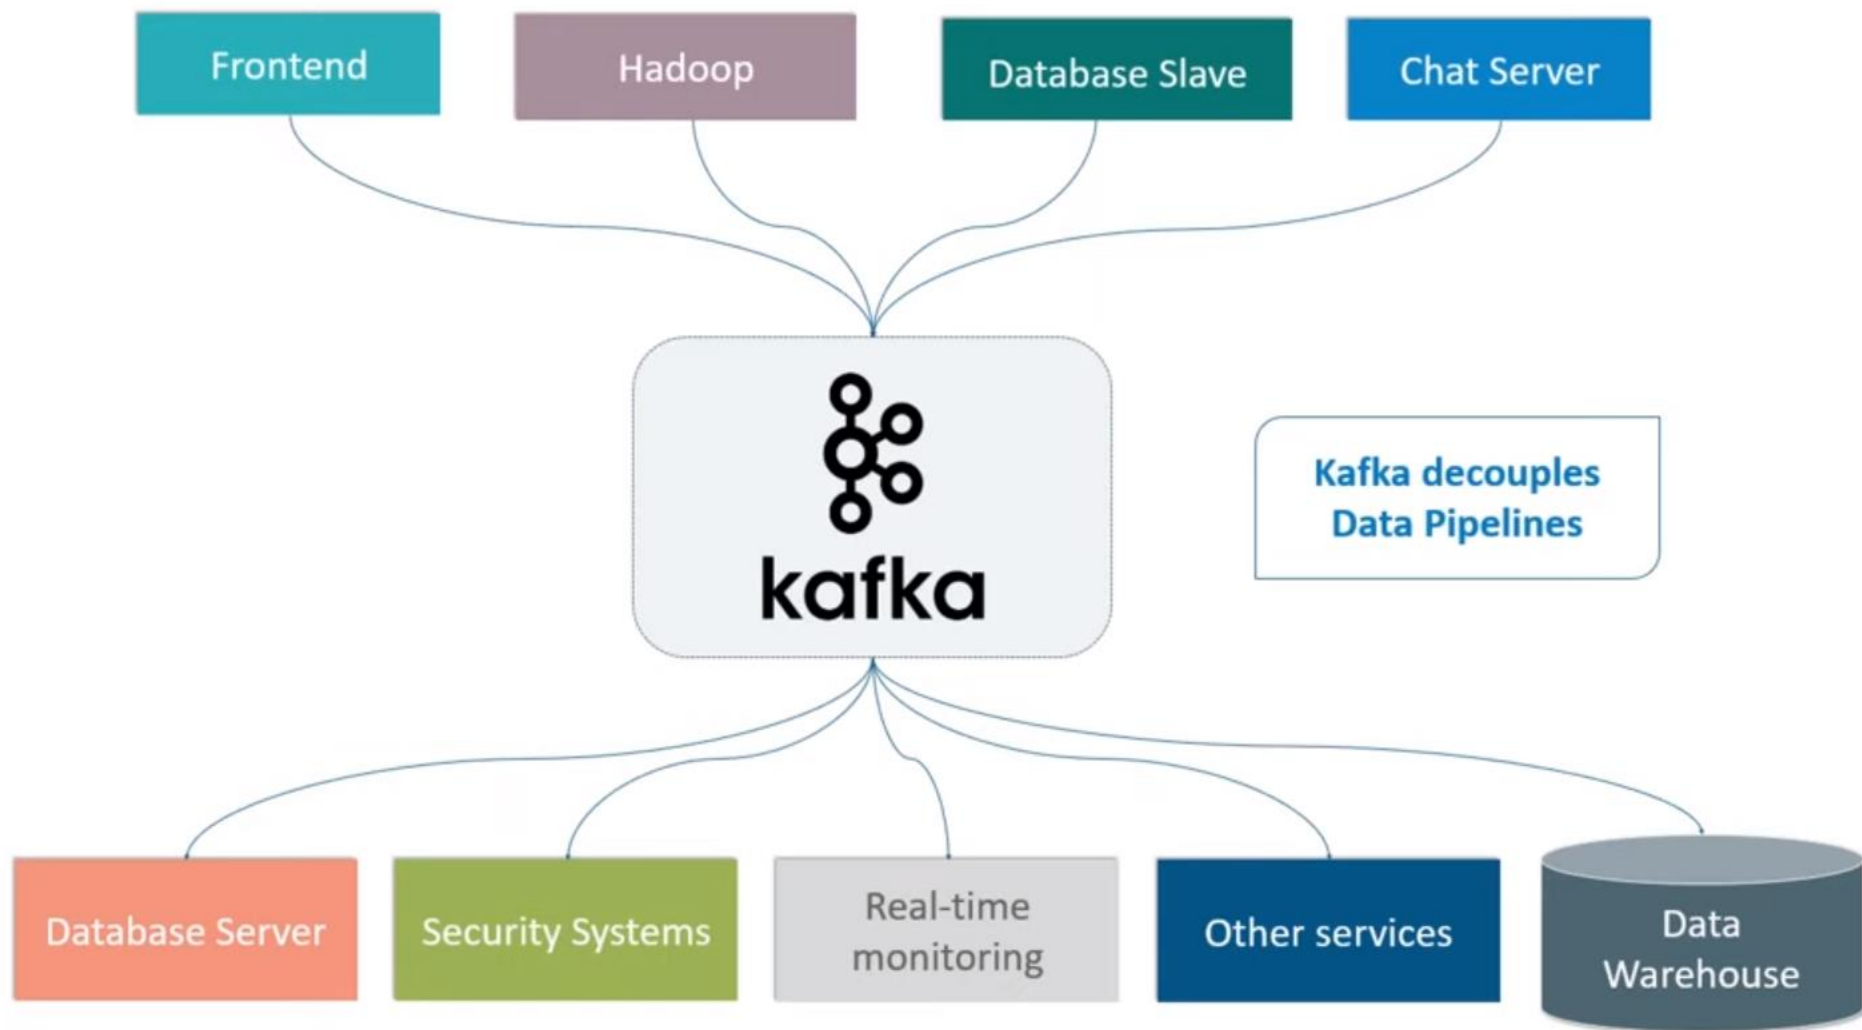 Frontend
Hadoop
Database Slave
Chat Server
kafka
Kafka decouples
Data Pipelines
Database Server
Security Systems
Real-time
monitoring
Other services
Data
Warehouse